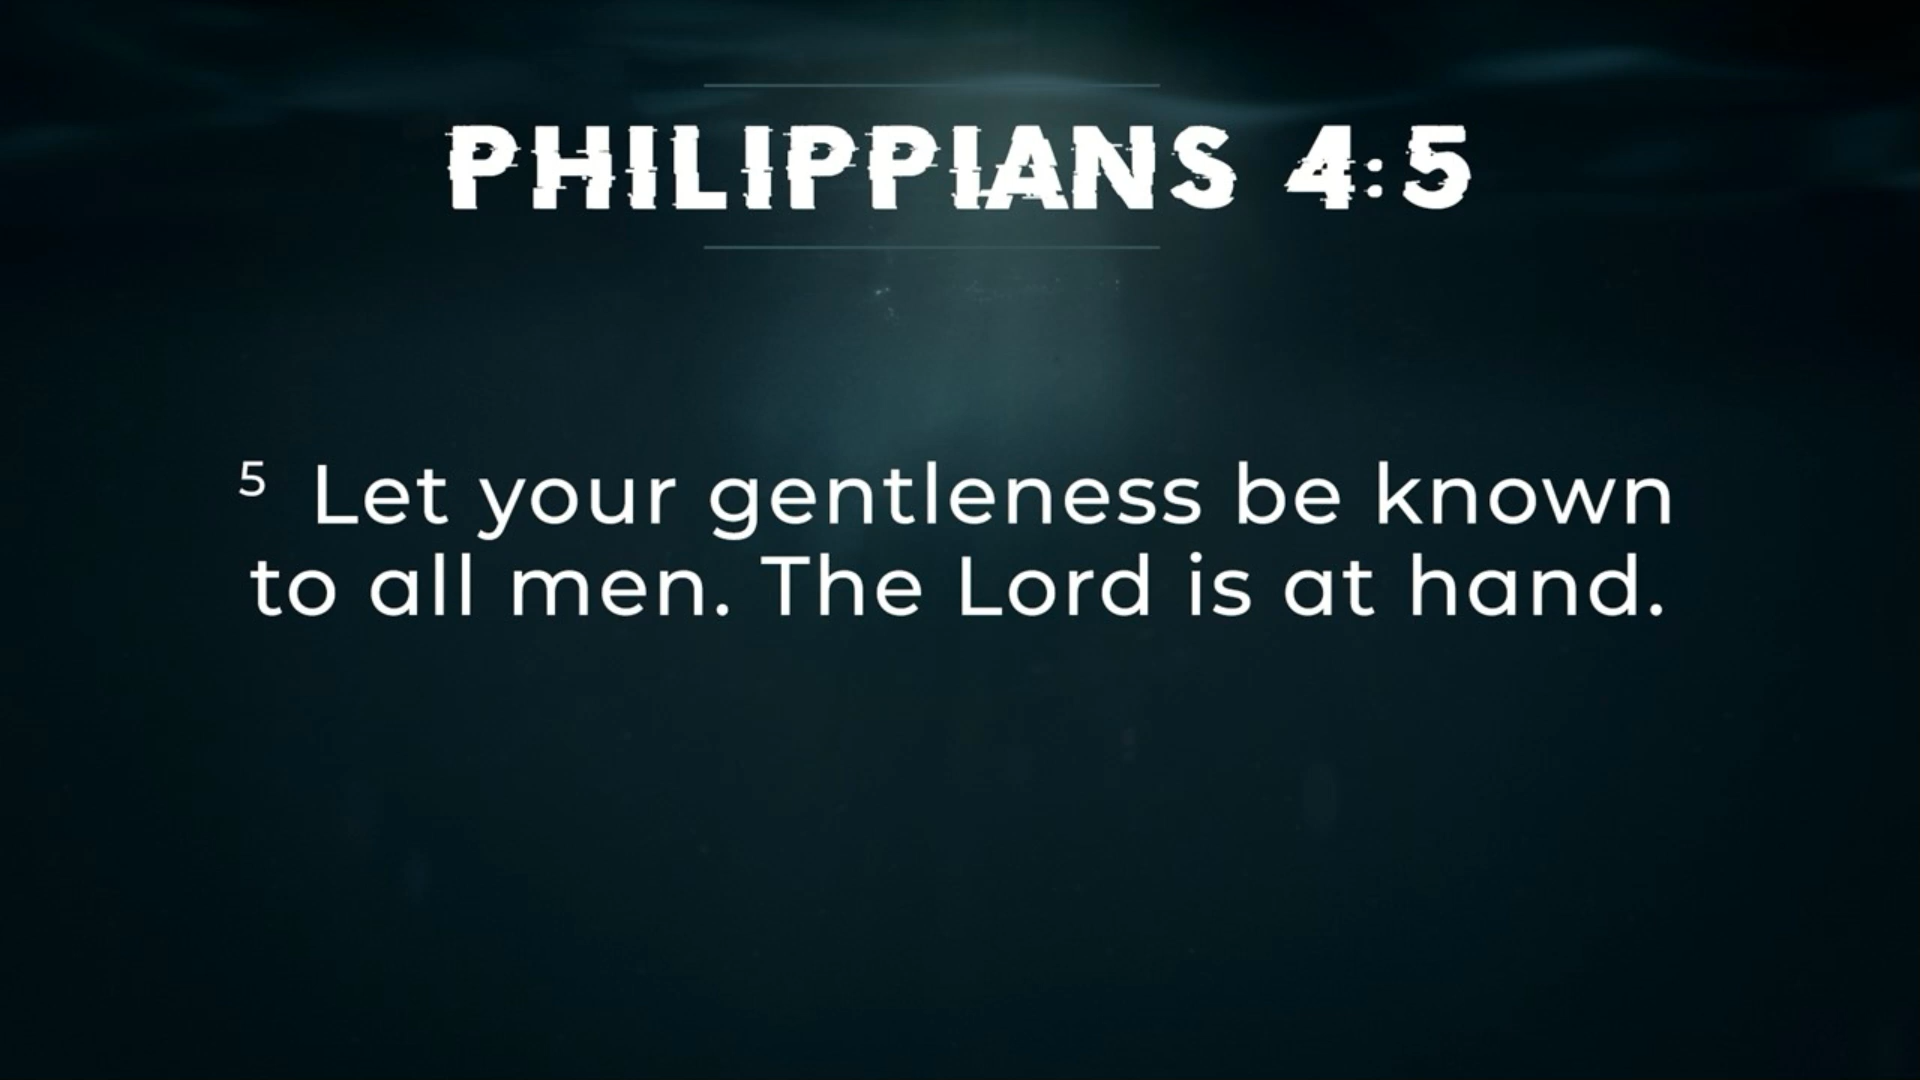 PHILIPPIANS 4:5
5 Let your gentleness be known
to all men. The Lord is at hand.